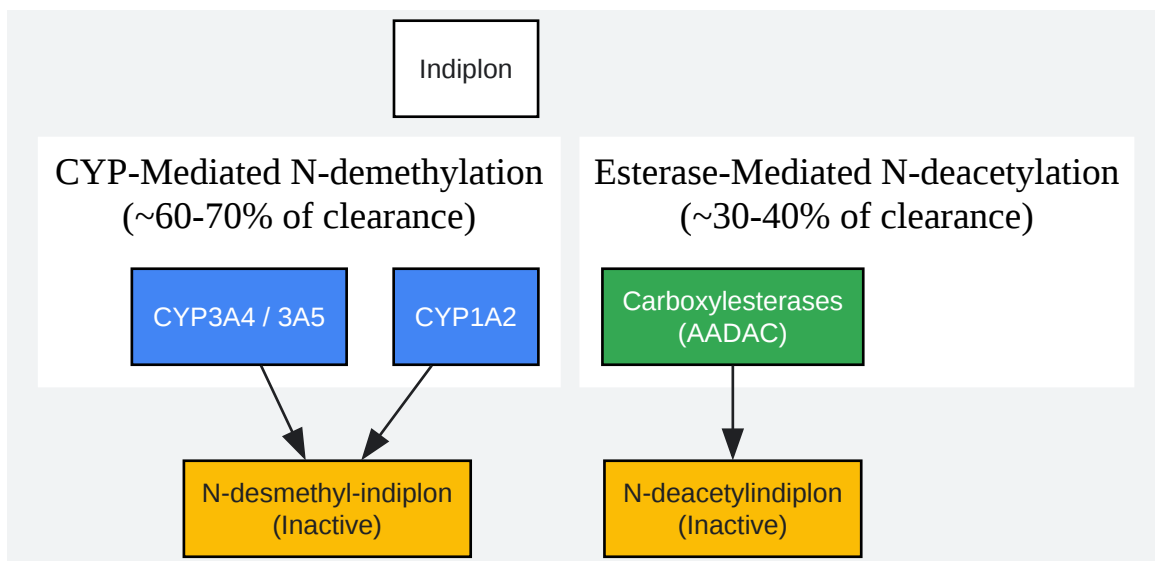 Indiplon
CYP-Mediated N-demethylation
(~60-70% of clearance)
Esterase-Mediated N-deacetylation
(~30-40% of clearance)
CYP3A4 / 3A5
CYP1A2
Carboxylesterases
(AADAC)
N-desmethyl-indiplon
(Inactive)
N-deacetylindiplon
(Inactive)